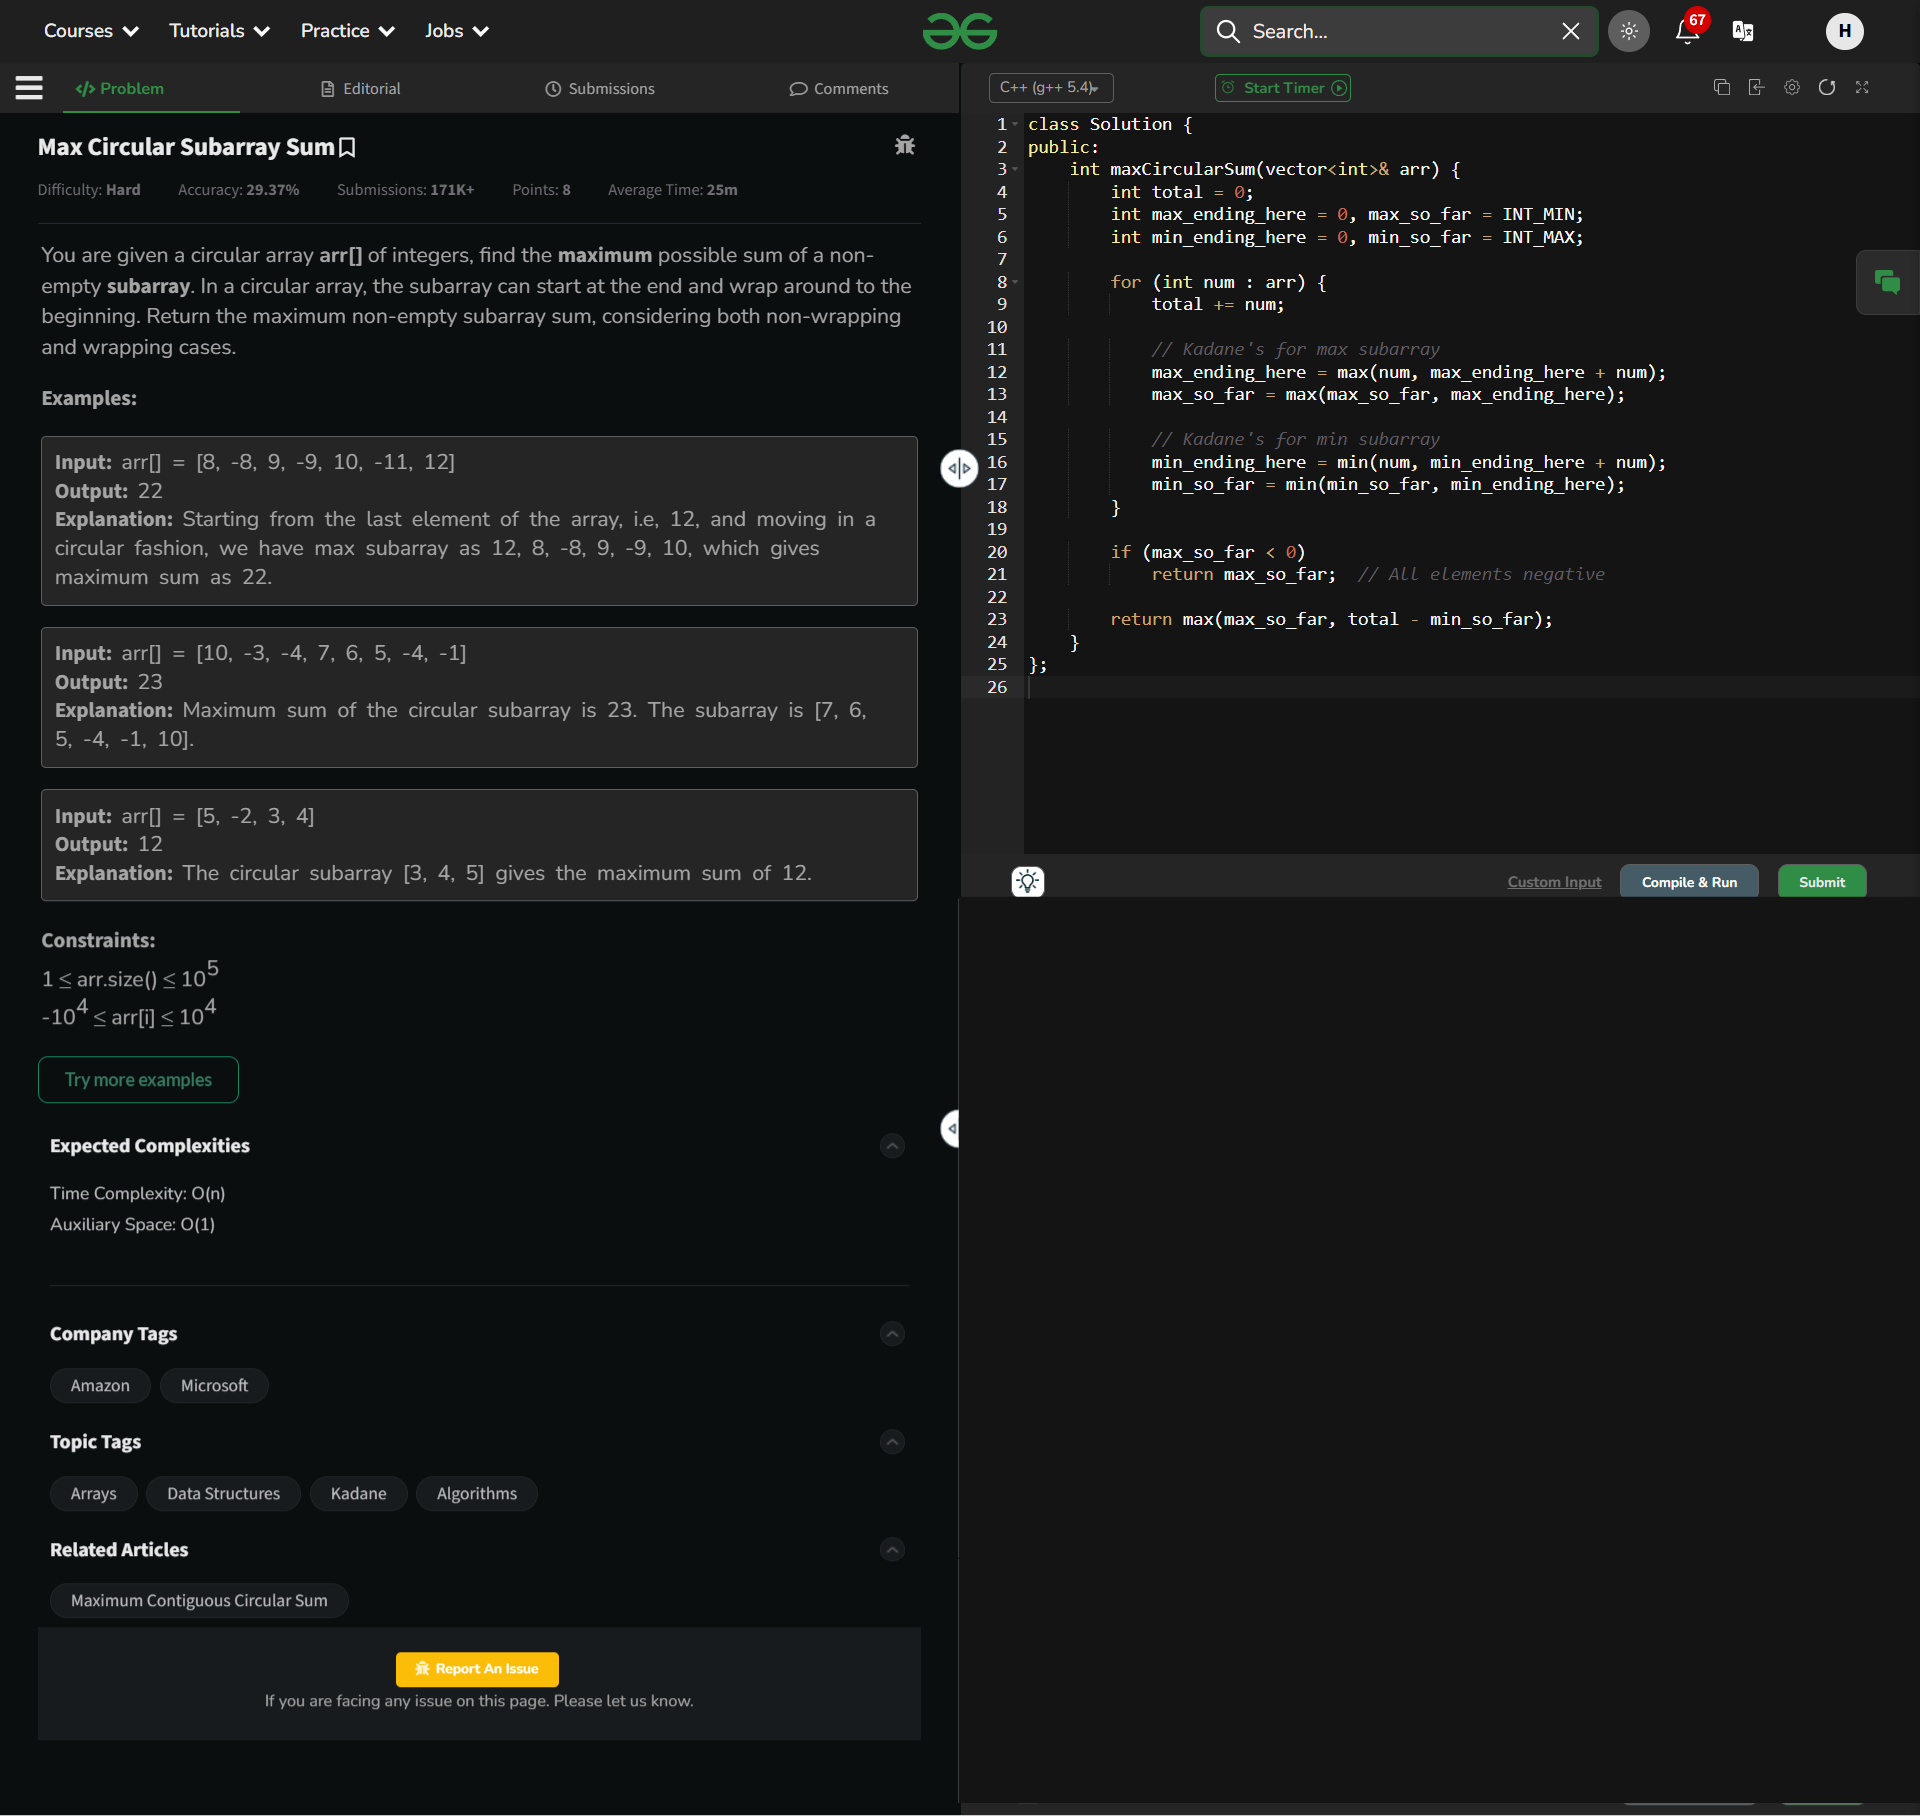 Courses Tutorials Practice Jobs
Search...
67
H
</> Problem Editorial Submissions Comments
Max Circular Subarray Sum
Difficulty: Hard Accuracy: 29.37% Submissions: 171K+ Points: 8 Average Time: 25m
You are given a circular array arr[] of integers, find the maximum possible sum of a non-
empty subarray. In a circular array, the subarray can start at the end and wrap around to the
beginning. Return the maximum non-empty subarray sum, considering both non-wrapping
and wrapping cases.
Examples:
Input: arr[] = [8, -8, 9, -9, 10, -11, 12]
Output: 22
Explanation: Starting from the last element of the array, i.e, 12, and moving in a
circular fashion, we have max subarray as 12, 8, -8, 9, -9, 10, which gives
maximum sum as 22.
Input: arr[] = [10, -3, -4, 7, 6, 5, -4, -1]
Output: 23
Explanation: Maximum sum of the circular subarray is 23. The subarray is [7, 6,
5, -4, -1, 10].
Input: arr[] = [5, -2, 3, 4]
Output: 12
Explanation: The circular subarray [3, 4, 5] gives the maximum sum of 12.
Constraints:
1 ≤ arr.size() ≤ 10^5
-10^4 ≤ arr[i] ≤ 10^4
Try more examples
Expected Complexities
Time Complexity: O(n)
Auxiliary Space: O(1)
Company Tags
Amazon Microsoft
Topic Tags
Arrays Data Structures Kadane Algorithms
Related Articles
Maximum Contiguous Circular Sum
Report An Issue
If you are facing any issue on this page. Please let us know.
C++ (g++ 5.4) Start Timer
1 class Solution {
2 public:
3     int maxCircularSum(vector<int>& arr) {
4         int total = 0;
5         int max_ending_here = 0, max_so_far = INT_MIN;
6         int min_ending_here = 0, min_so_far = INT_MAX;
7
8         for (int num : arr) {
9             total += num;
10
11             // Kadane's for max subarray
12             max_ending_here = max(num, max_ending_here + num);
13             max_so_far = max(max_so_far, max_ending_here);
14
15             // Kadane's for min subarray
16             min_ending_here = min(num, min_ending_here + num);
17             min_so_far = min(min_so_far, min_ending_here);
18         }
19
20         if (max_so_far < 0)
21             return max_so_far;  // All elements negative
22
23         return max(max_so_far, total - min_so_far);
24     }
25 };
26
Custom Input Compile & Run Submit